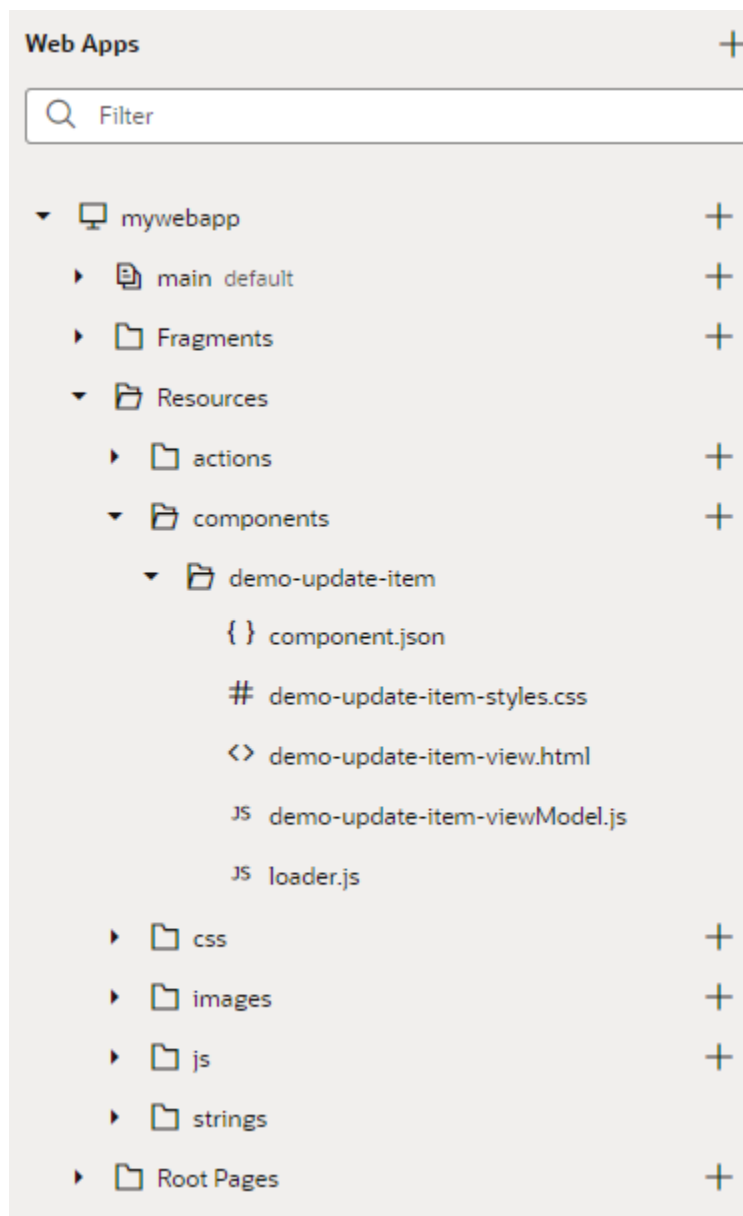 Web Apps
Filter
mywebapp
main default
Fragments
Resources
actions
components
demo-update-item
{ } component.json
# demo-update-item-styles.css
<> demo-update-item-view.html
JS demo-update-item-viewModel.js
JS loader.js
css
images
js
strings
Root Pages